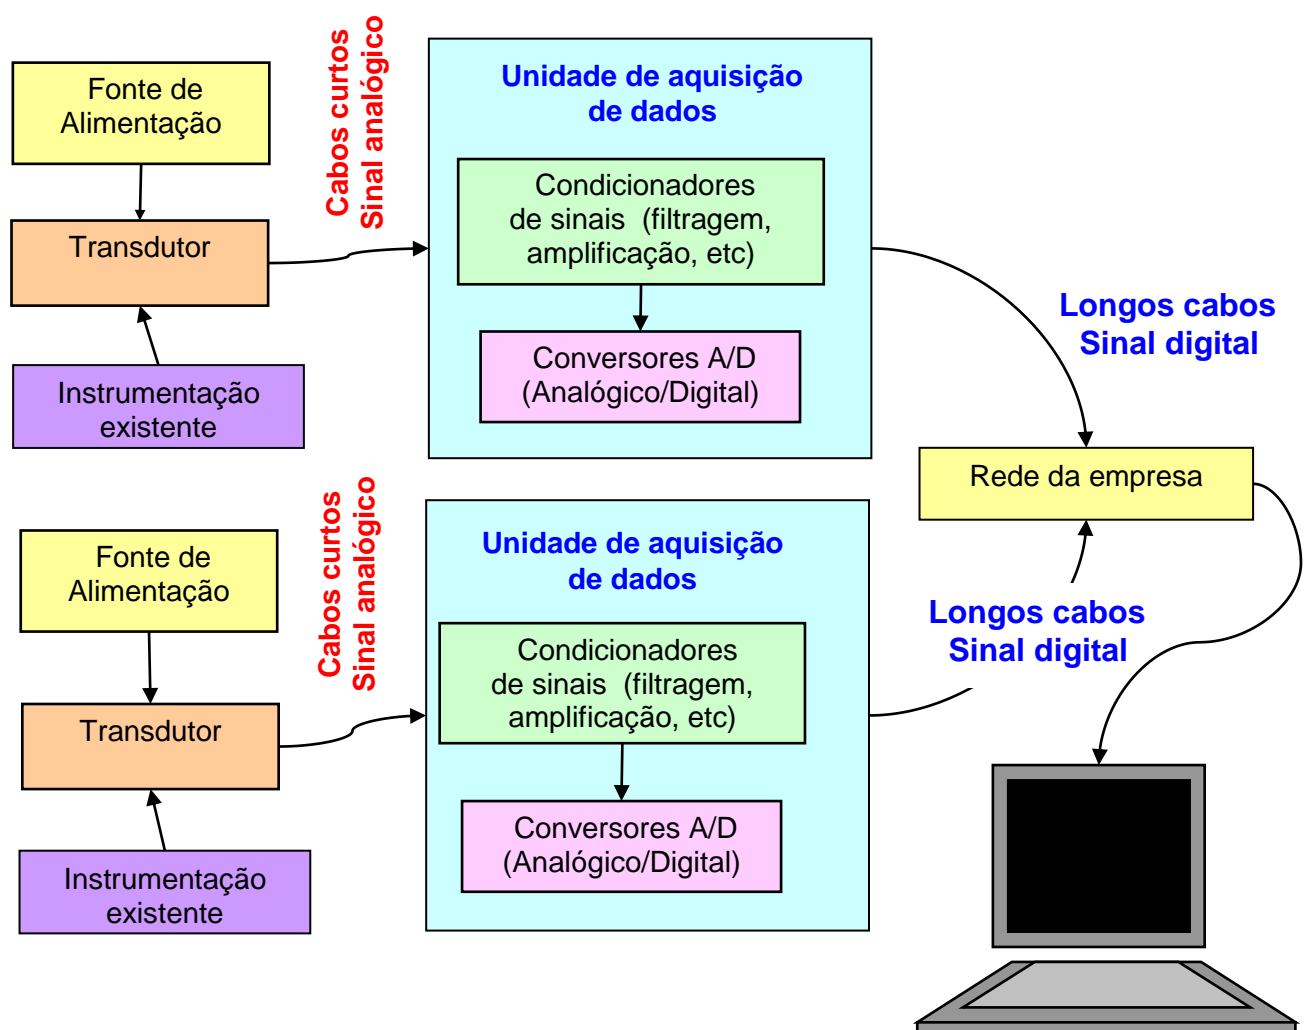 Fonte de
Alimentação
Transdutor
Instrumentação
existente
Cabos curtos
Sinal analógico
Unidade de aquisição
de dados
Condicionadores
de sinais (filtragem,
amplificação, etc)
Conversores A/D
(Analógico/Digital)
Longos cabos
Sinal digital
Rede da empresa
Fonte de
Alimentação
Transdutor
Instrumentação
existente
Cabos curtos
Sinal analógico
Unidade de aquisição
de dados
Condicionadores
de sinais (filtragem,
amplificação, etc)
Conversores A/D
(Analógico/Digital)
Longos cabos
Sinal digital